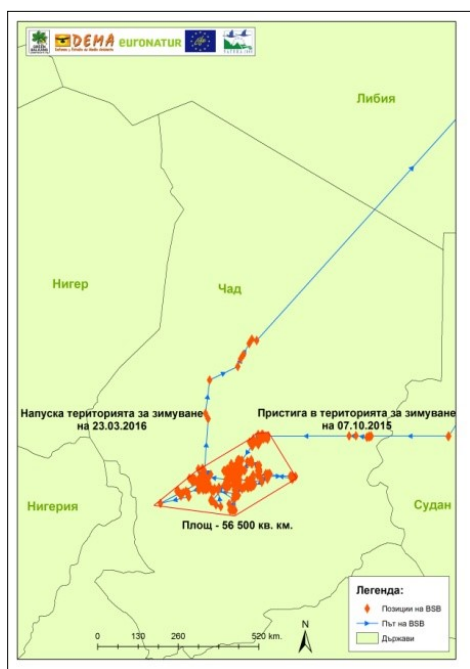 GREEN BALKANS
DEMA
euronatur
Либия
Нигер
Чад
Напуска територията за зимуване
на 23.03.2016
Пристига в територията за зимуване
на 07.10.2015
Нигерия
Площ - 56 500 кв. км.
Судан
Легенда:
Позиции на BSB
Път на BSB
Държави
N
0 130 260 520 km.